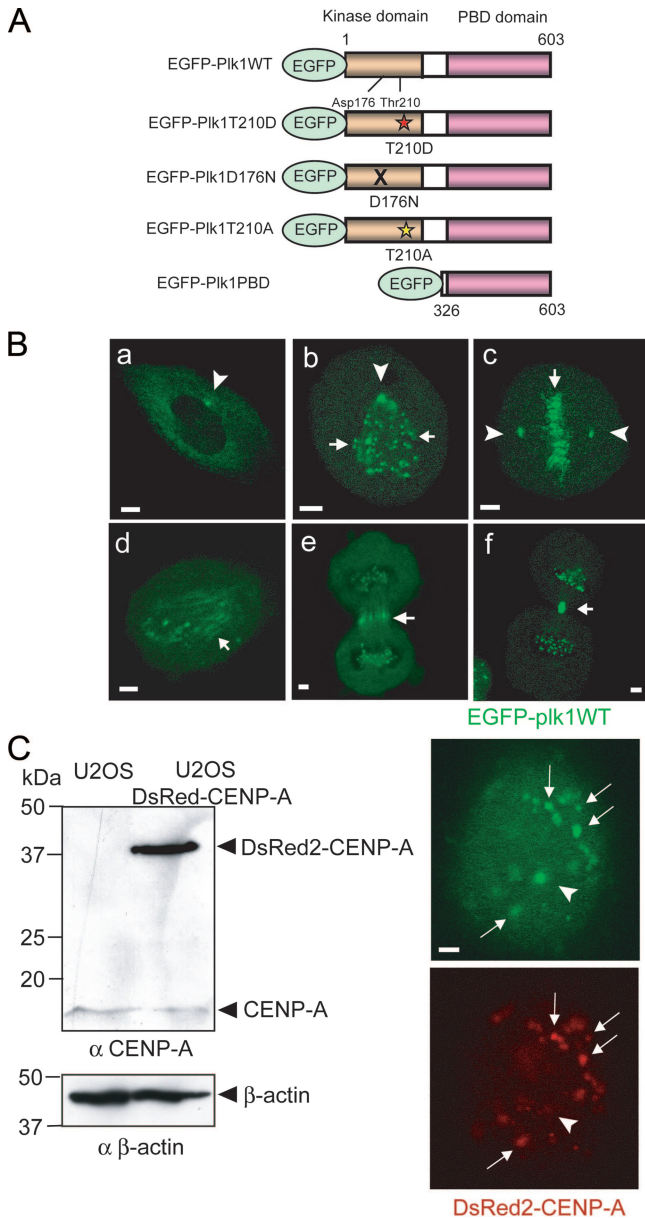 A
Kinase domain PBD domain
1 603
EGFP-Plk1WT EGFP
Asp176 Thr210
EGFP-Plk1T210D EGFP
T210D
EGFP-Plk1D176N EGFP X
D176N
EGFP-Plk1T210A EGFP
T210A
EGFP-Plk1PBD EGFP
326 603
B
a b c
d e f
EGFP-plk1WT
C
kDa U2OS U2OS
DsRed-CENP-A
50
37 DsRed2-CENP-A
25
20
CENP-A
α CENP-A
50
β-actin
37
α β-actin
DsRed2-CENP-A